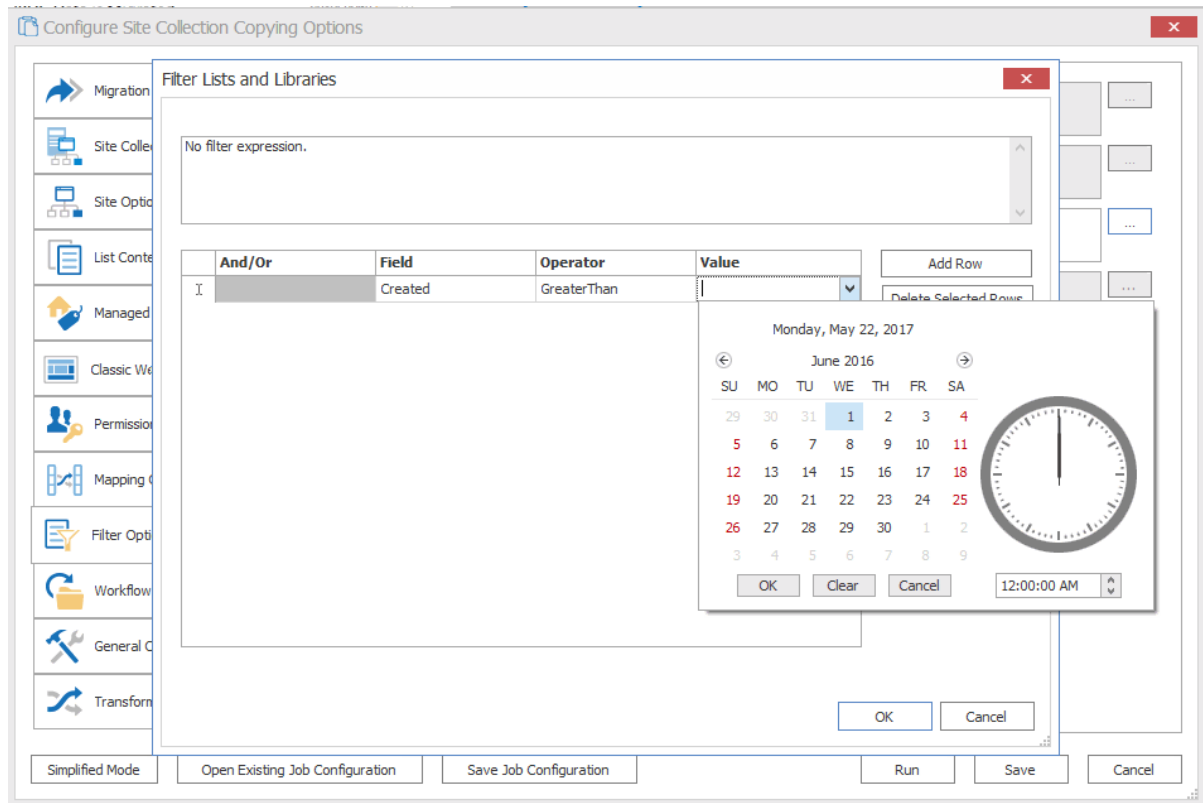 Configure Site Collection Copying Options
Filter Lists and Libraries
Migration
Site Colle
Site Optio
List Conte
Managed
Classic We
Permission
Mapping
Filter Opti
Workflow
General
Transform
No filter expression.
And/Or Field Operator Value
Created GreaterThan
Add Row
Delete Selected Rows
Monday, May 22, 2017
June 2016
SU MO TU WE TH FR SA
29 30 31 1 2 3 4
5 6 7 8 9 10 11
12 13 14 15 16 17 18
19 20 21 22 23 24 25
26 27 28 29 30 1 2
3 4 5 6 7 8 9
OK Clear Cancel 12:00:00 AM
OK Cancel
Simplified Mode Open Existing Job Configuration Save Job Configuration Run Save Cancel